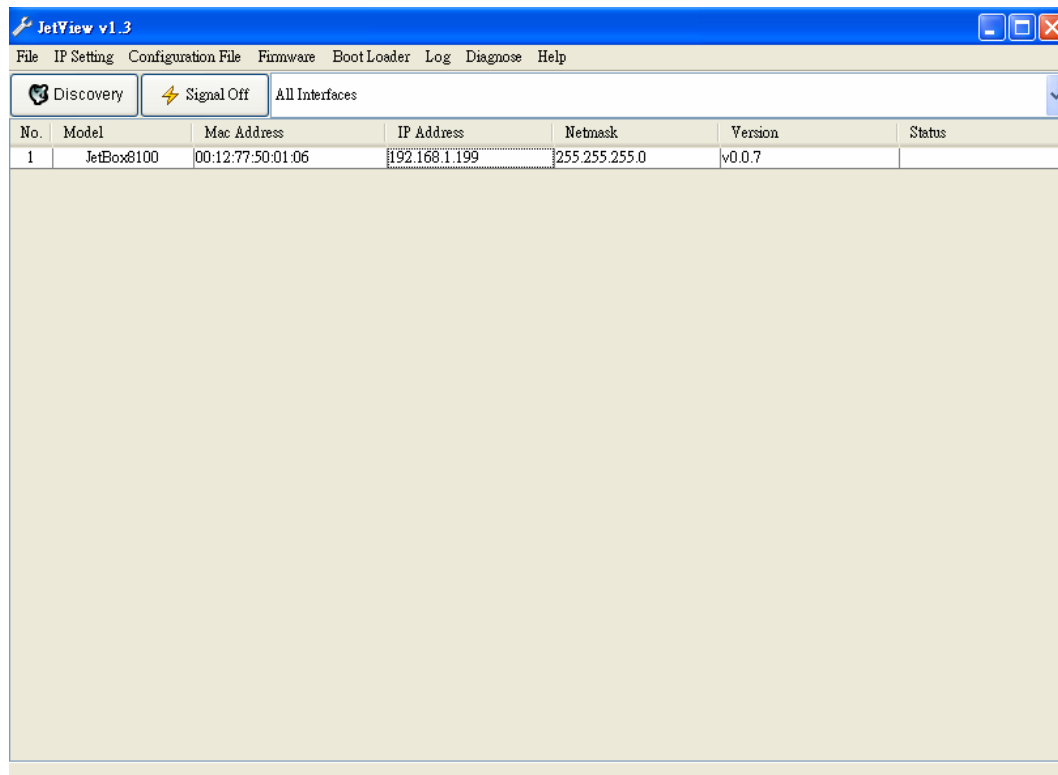 JetView v1.3
File IP Setting Configuration File Firmware Boot Loader Log Diagnose Help
Discovery Signal Off All Interfaces
No. Model Mac Address IP Address Netmask Version Status
1 JetBox8100 00:12:77:50:01:06 192.168.1.199 255.255.255.0 v0.0.7